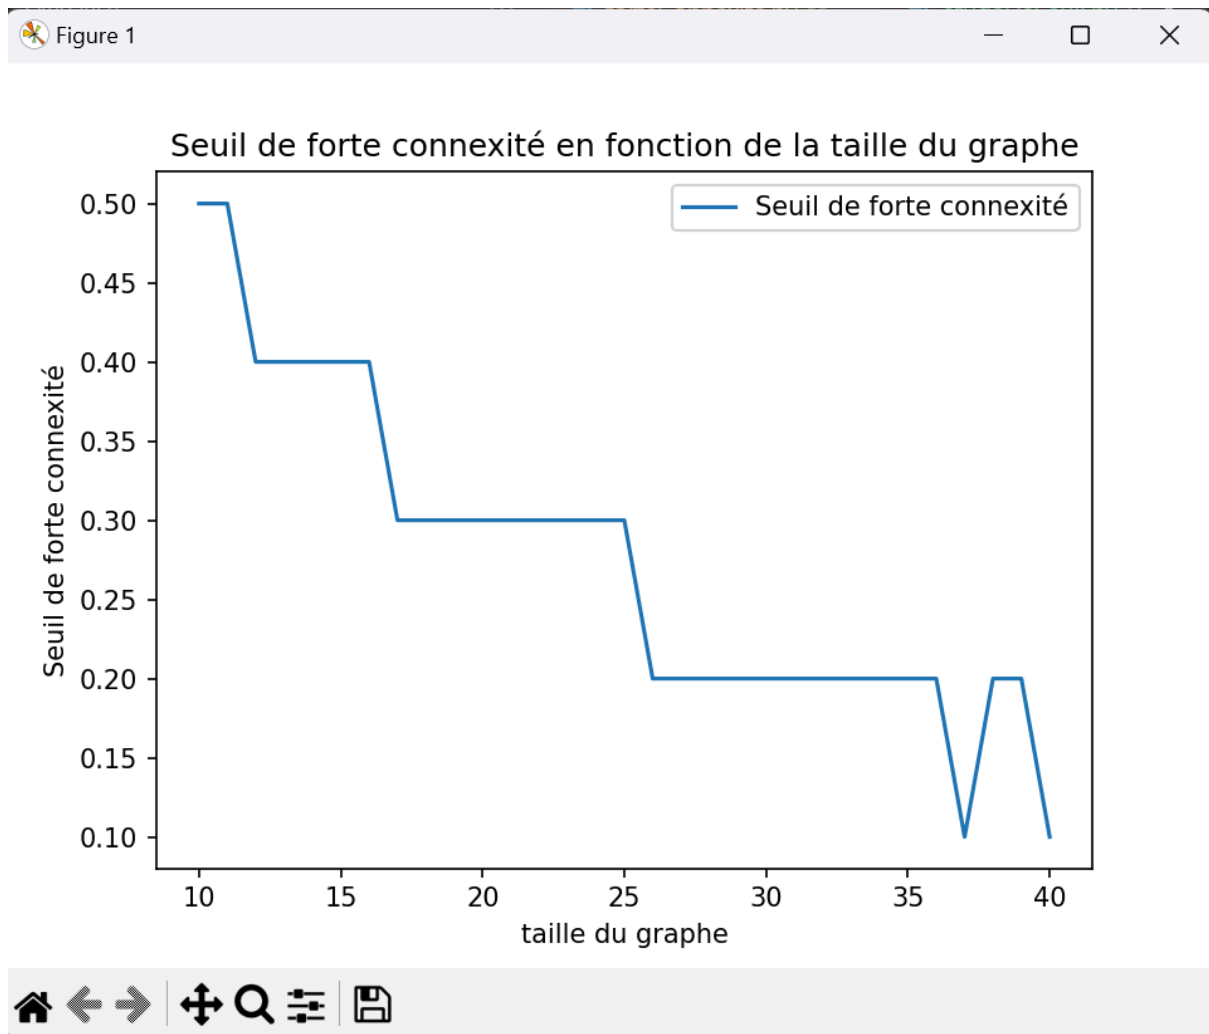 Figure 1
Seuil de forte connexité en fonction de la taille du graphe
Seuil de forte connexité
0.50
0.45
0.40
0.35
0.30
0.25
0.20
0.15
0.10
Seuil de forte connexité
10 15 20 25 30 35 40
taille du graphe